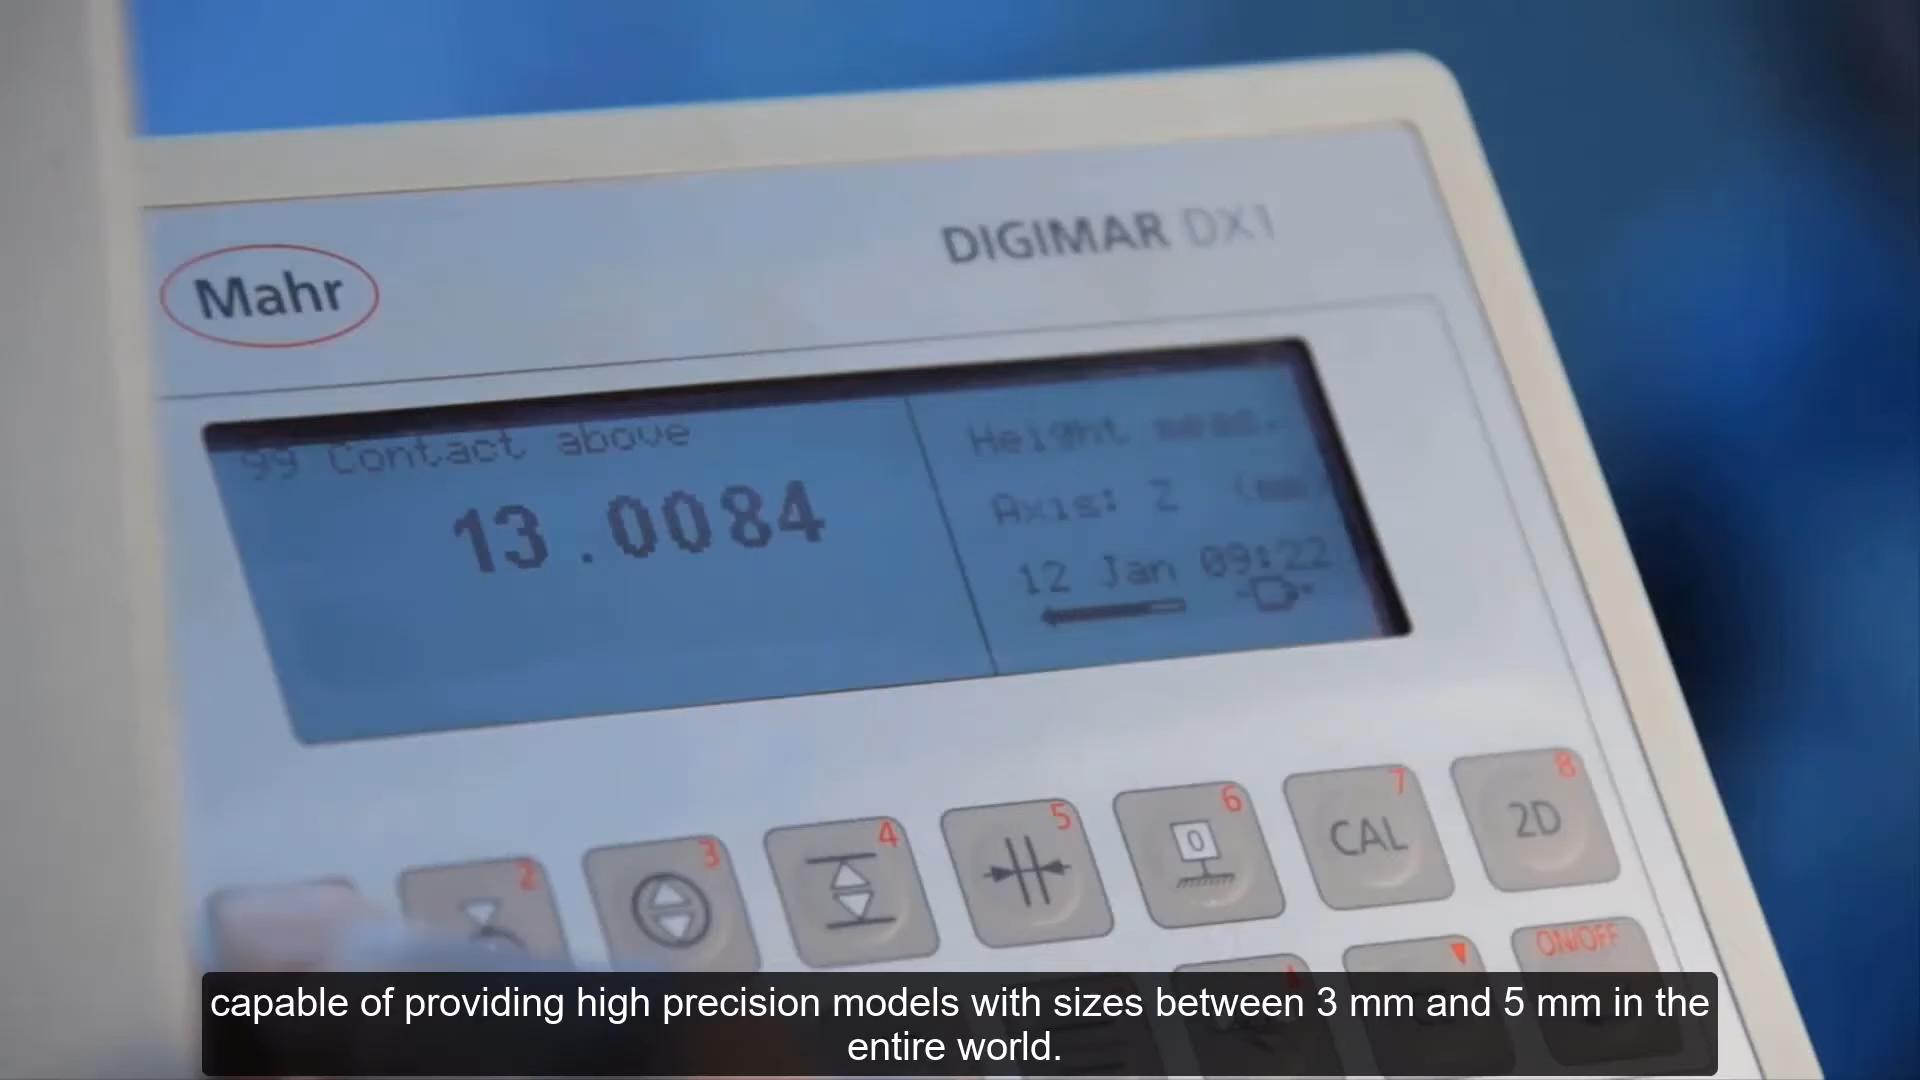 Mahr
DIGIMAR DX1
99 Contact above
13.0084
Height meas.
Axis: Z (mm)
12 Jan 09:22
2
3
4
5
6
0
7
CAL
8
2D
ON/OFF
capable of providing high precision models with sizes between 3 mm and 5 mm in the
entire world.